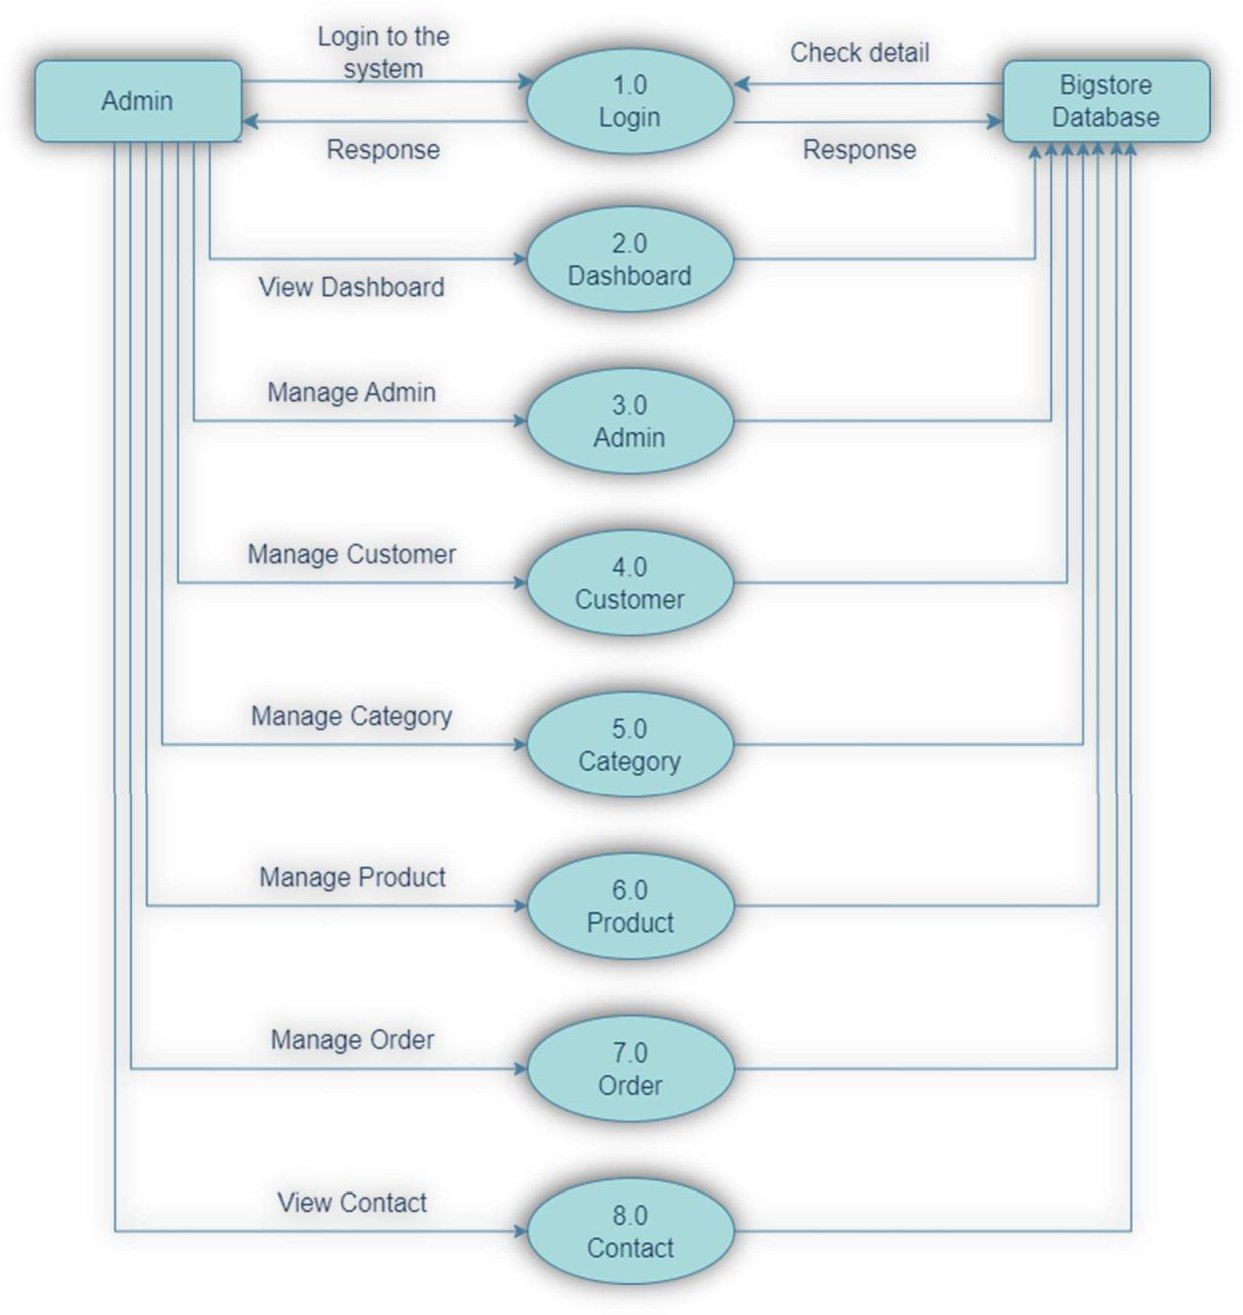 Login to the
system
Check detail
Admin
1.0
Login
Bigstore
Database
Response
Response
2.0
Dashboard
View Dashboard
Manage Admin
3.0
Admin
Manage Customer
4.0
Customer
Manage Category
5.0
Category
Manage Product
6.0
Product
Manage Order
7.0
Order
View Contact
8.0
Contact